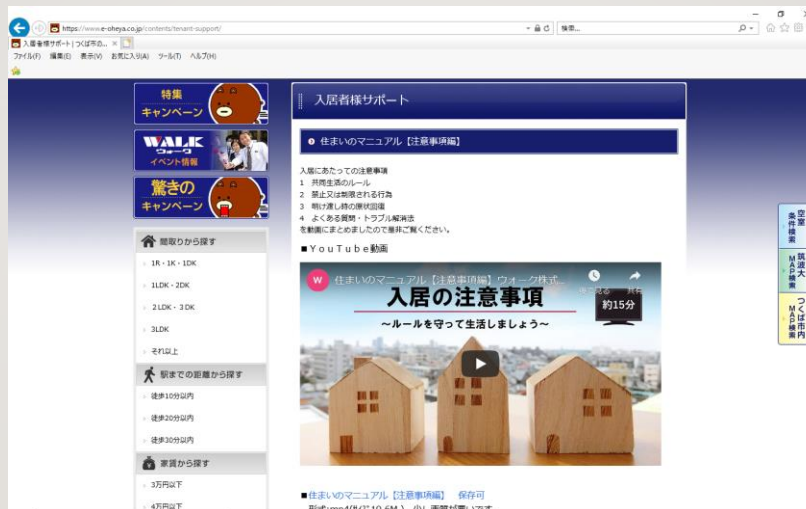 https://www.e-oheya.co.jp/contents/tenant-support/
検索...
入居者様サポート | つくば市の...
ファイル(F) 編集(E) 表示(V) お気に入り(A) ツール(T) ヘルプ(H)
特集
キャンペーン
WALK
ウォーク
イベント情報
驚きの
キャンペーン
間取りから探す
1R・1K・1DK
1LDK・2DK
2LDK・3DK
3LDK
それ以上
駅までの距離から探す
徒歩10分以内
徒歩20分以内
徒歩30分以内
家賃から探す
3万円以下
4万円以下
入居者様サポート
住まいのマニュアル【注意事項編】
入居にあたっての注意事項
1 共同生活のルール
2 禁止又は制限される行為
3 明け渡し時の原状回復
4 よくある質問・トラブル解消法
を動画にまとめましたので是非ご覧ください。
■YouTube動画
W
住まいのマニュアル【注意事項編】ウォーク株式...
後で見る 共有
入居の注意事項
約15分
~ルールを守って生活しましょう~
■住まいのマニュアル【注意事項編】 保存可
空室
条件検索
筑波大
MAP検索
つくば市内
MAP検索